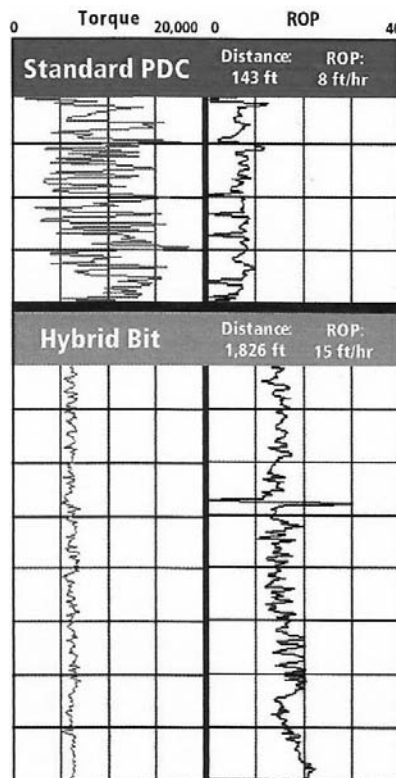 Torque ROP
0 20,000 0 40
Standard PDC
Distance: ROP:
143 ft 8 ft/hr
Hybrid Bit
Distance: ROP:
1,826 ft 15 ft/hr